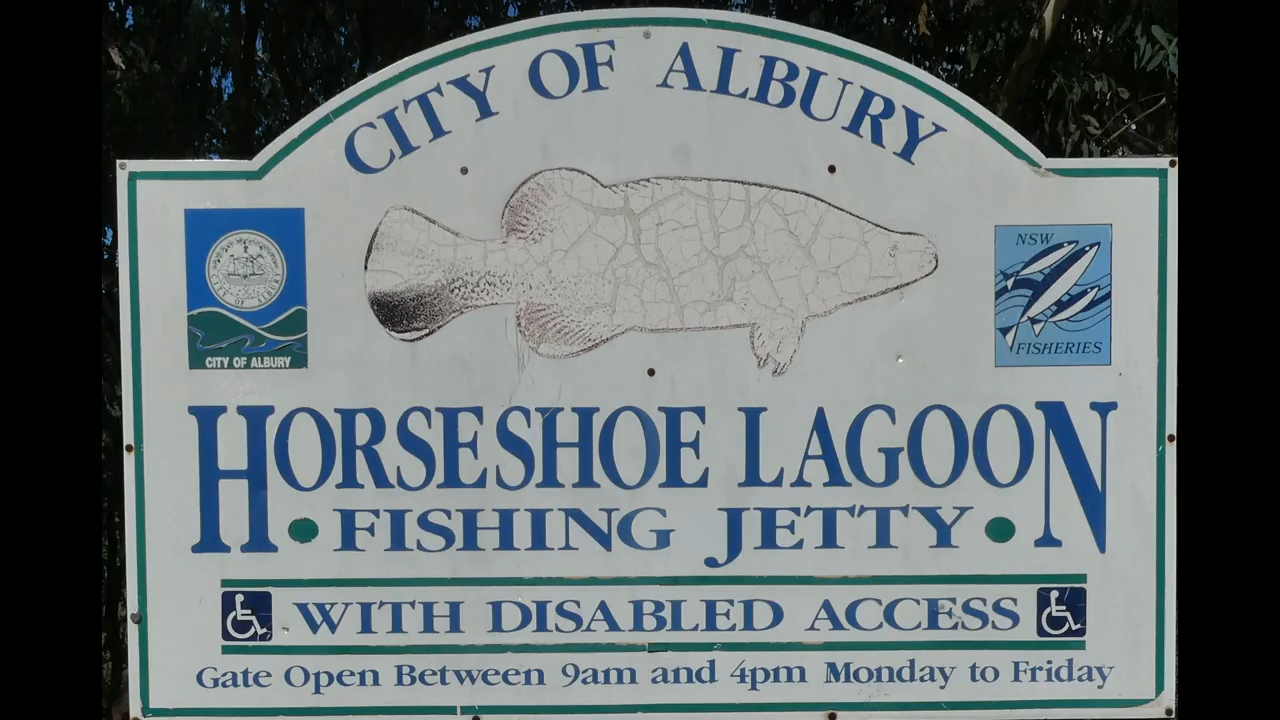 CITY OF ALBURY
CITY OF ALBURY
NSW
FISHERIES
HORSESHOE LAGOON
• FISHING JETTY •
WITH DISABLED ACCESS
Gate Open Between 9am and 4pm Monday to Friday